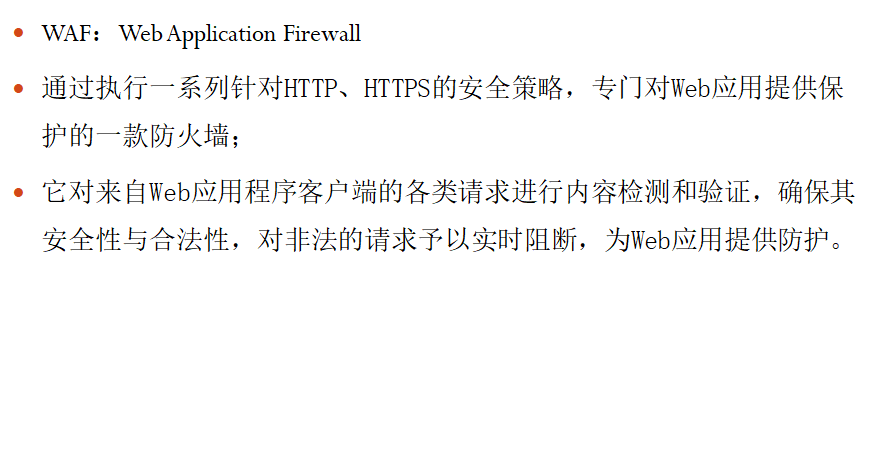 WAF： Web Application Firewall
通过执行一系列针对HTTP、HTTPS的安全策略，专门对Web应用提供保
护的一款防火墙；
它对来自Web应用程序客户端的各类请求进行内容检测和验证，确保其
安全性与合法性，对非法的请求予以实时阻断，为Web应用提供防护。